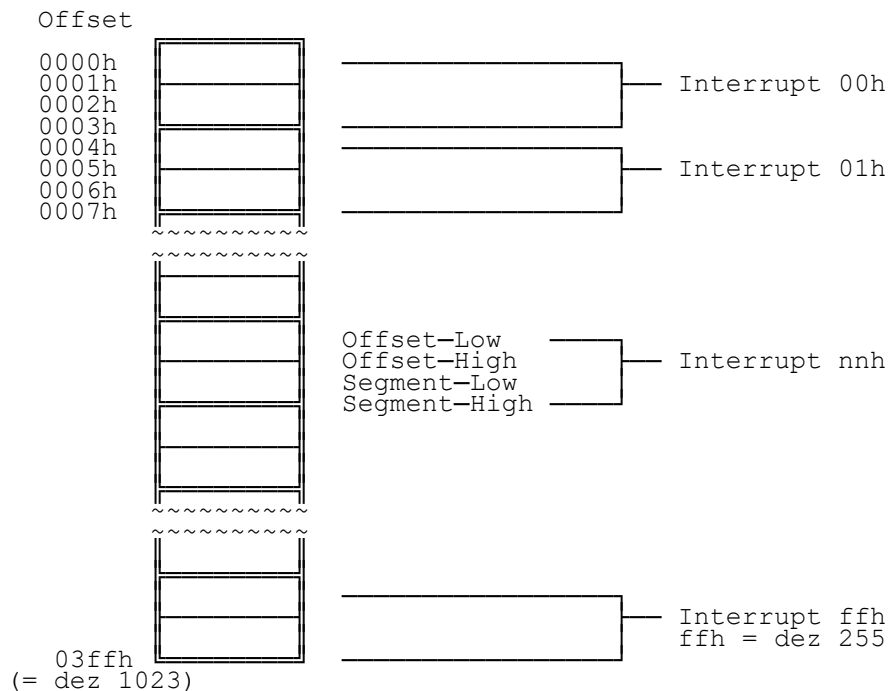 Offset
0000h
0001h Interrupt 00h
0002h
0003h
0004h
0005h Interrupt 01h
0006h
0007h
Offset-Low
Offset-High Interrupt nnh
Segment-Low
Segment-High
Interrupt ffh
ffh = dez 255
03ffh
(= dez 1023)